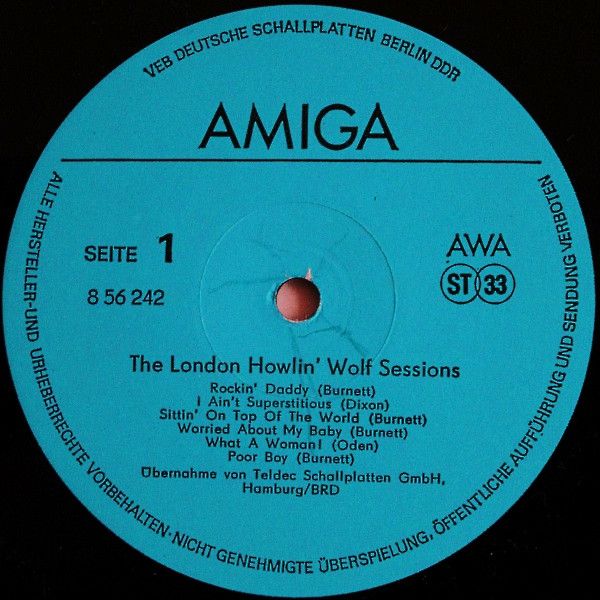 VEB DEUTSCHE SCHALLPLATTEN BERLIN DDR
AMIGA
SEITE 1
8 56 242
AWA
ST 33
The London Howlin' Wolf Sessions
Rockin' Daddy (Burnett)
I Ain't Superstitious (Dixon)
Sittin' On Top Of The World (Burnett)
Worried About My Baby (Burnett)
What A Woman! (Oden)
Poor Boy (Burnett)
Übernahme von Teldec Schallplatten GmbH,
Hamburg/BRD
ALLE HERSTELLER-UND URHEBERRECHTE VORBEHALTEN·NICHT GENEHMIGTE ÜBERSPIELUNG, ÖFFENTLICHE AUFFÜHRUNG UND SENDUNG VERBOTEN